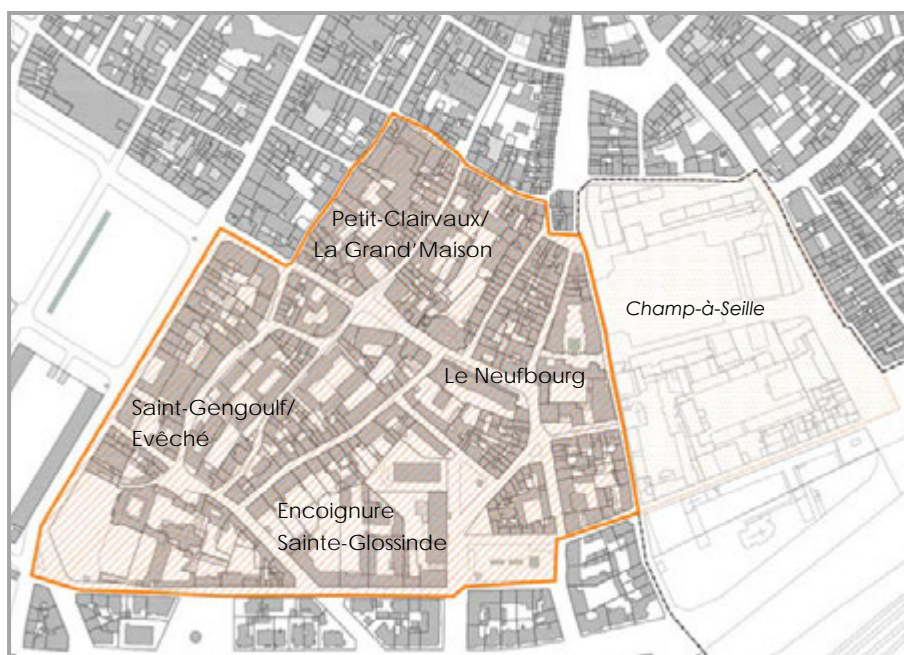 Petit-Clairvaux/
La Grand'Maison
Champ-à-Seille
Le Neufbourg
Saint-Gengoulf/
Evêché
Encoignure
Sainte-Glossinde